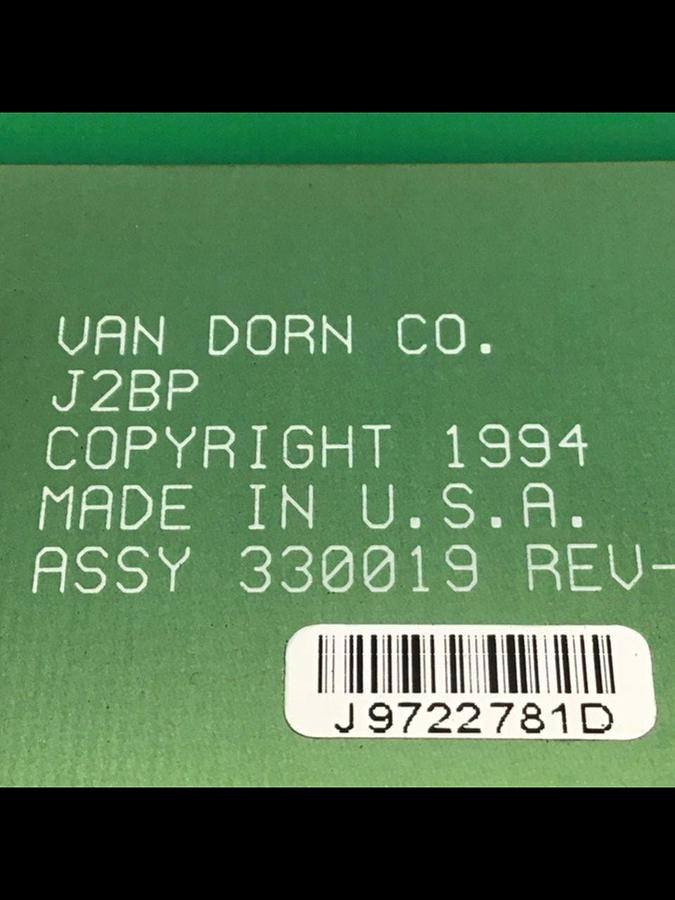 VAN DORN CO.
J2BP
COPYRIGHT 1994
MADE IN U.S.A.
ASSY 330019 REV-
J9722781D